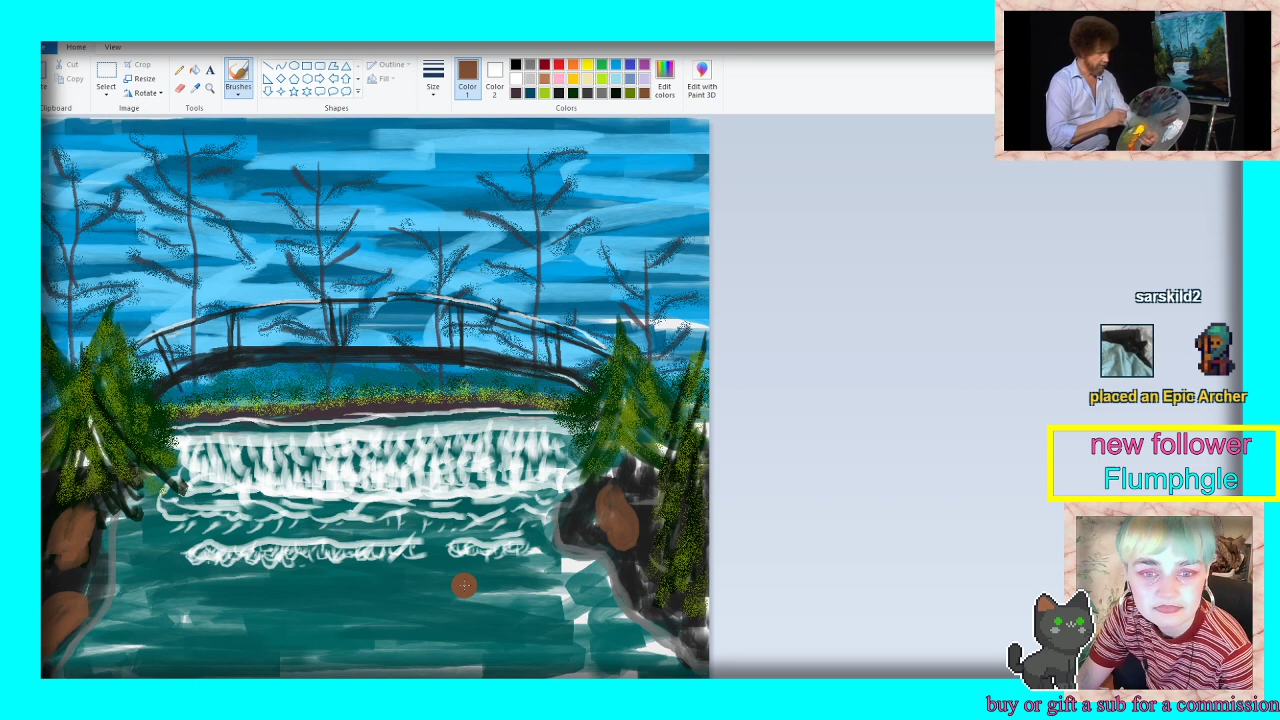 Home View
Cut
Copy
Clipboard
Select
Crop
Resize
Rotate
Image
Tools
Brushes
Outline
Fill
Shapes
Size
Color
1
Color
2
Edit
colors
Edit with
Paint 3D
Colors
sarskild2
placed an Epic Archer
new follower
Flumphgle
buy or gift a sub for a commission